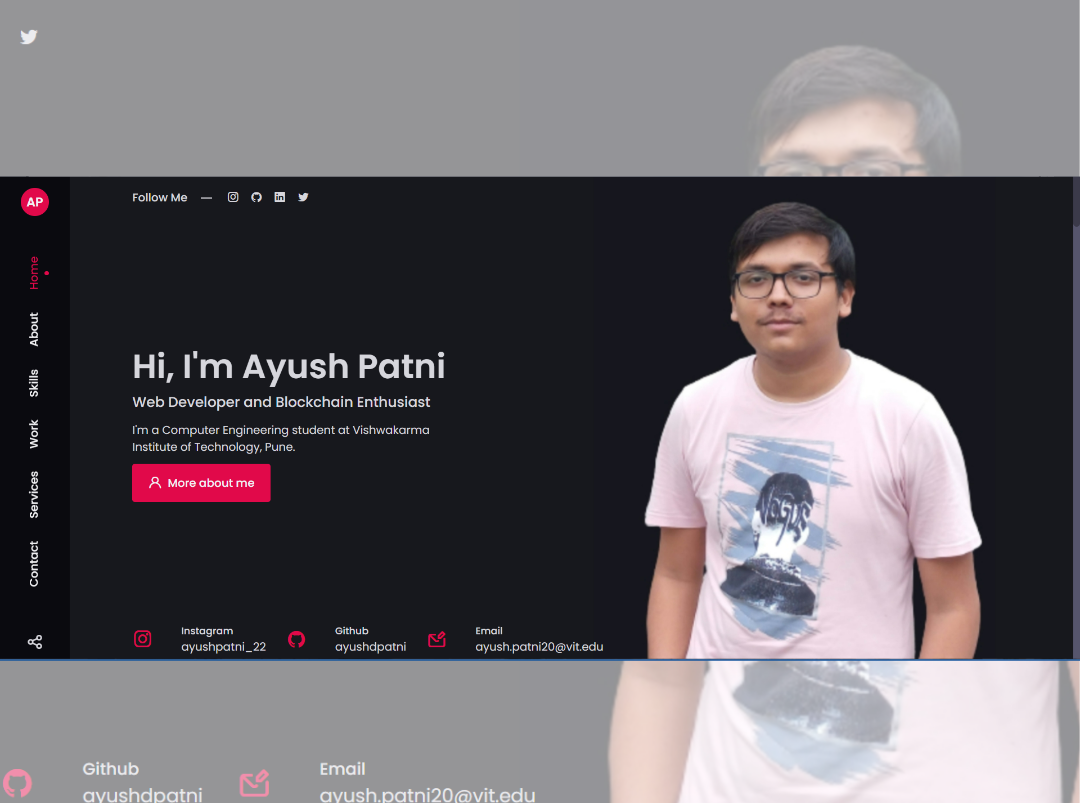 AP
Follow Me
Home
About
Skills
Work
Services
Contact
Hi, I'm Ayush Patni
Web Developer and Blockchain Enthusiast
I'm a Computer Engineering student at Vishwakarma
Institute of Technology, Pune.
More about me
Instagram
ayushpatni_22
Github
ayushdpatni
Email
ayush.patni20@vit.edu
Github
ayushdpatni
Email
ayush.patni20@vit.edu